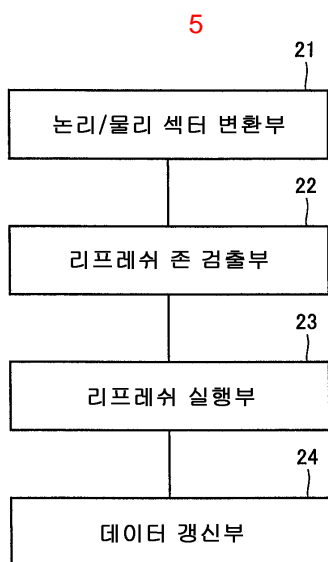 5
21
논리/물리 섹터 변환부
22
리프레쉬 존 검출부
23
리프레쉬 실행부
24
데이터 갱신부